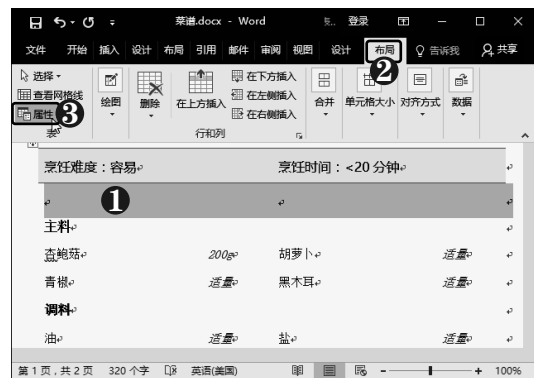 菜谱.docx - Word
登录
文件 开始 插入 设计 布局 引用 邮件 审阅 视图 设计 布局 告诉我 共享
选择
查看网格线
属性
绘图
删除
在上方插入
在下方插入
在左侧插入
在右侧插入
合并
单元格大小
对齐方式
数据
表
行和列
2
3
烹饪难度：容易 烹饪时间：<20 分钟
1
主料
杏鲍菇 200g 胡萝卜 适量
青椒 适量 黑木耳 适量
调料
油 适量 盐 适量
第 1 页，共 2 页 320 个字 英语(美国) 100%